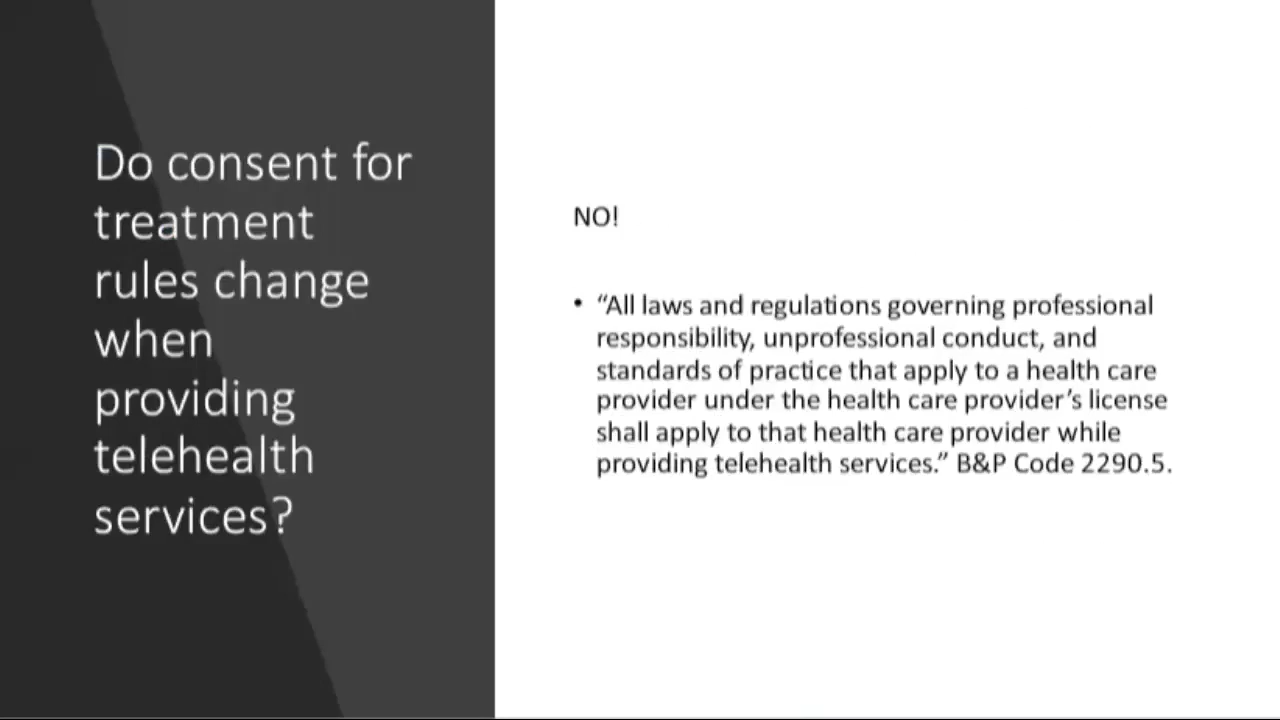 Do consent for
treatment
rules change
when
providing
telehealth
services?
NO!
• “All laws and regulations governing professional
responsibility, unprofessional conduct, and
standards of practice that apply to a health care
provider under the health care provider’s license
shall apply to that health care provider while
providing telehealth services.” B&P Code 2290.5.